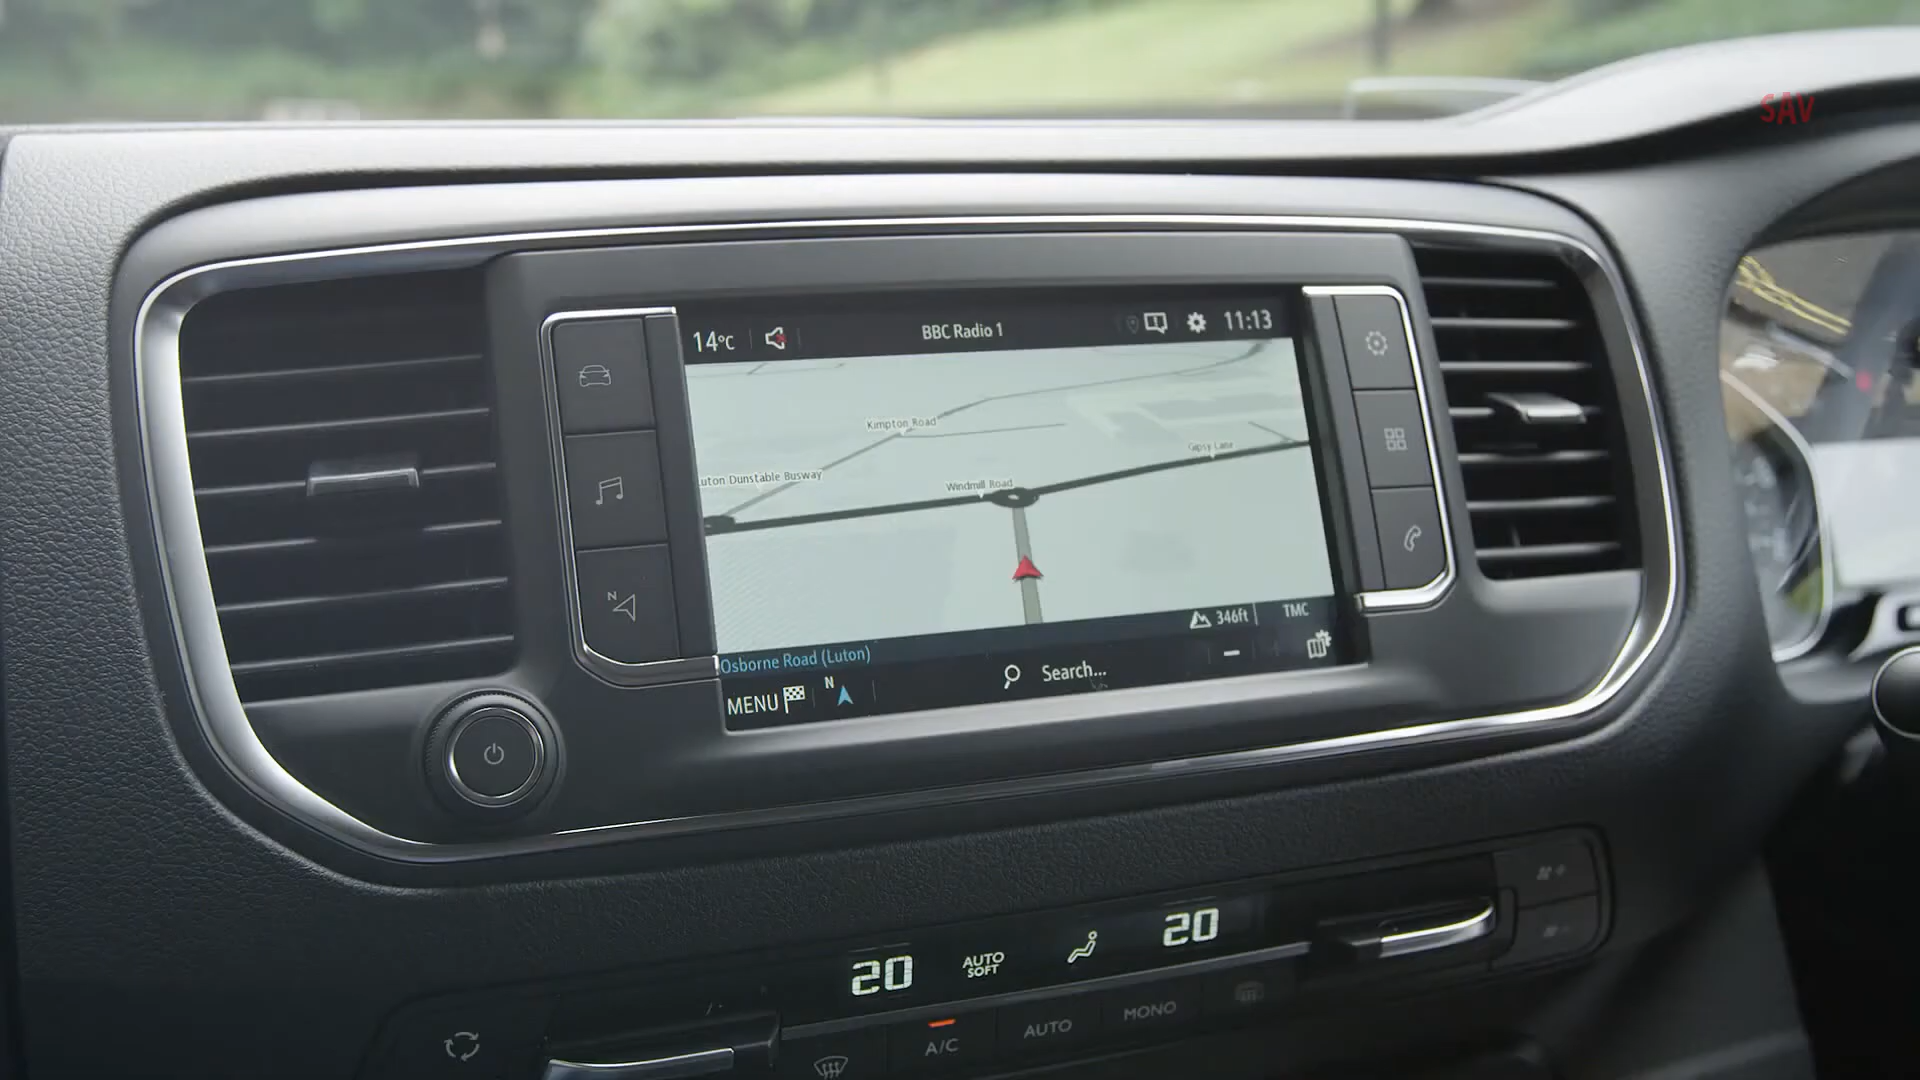 SAV
14°C
BBC Radio 1
11:13
Kimpton Road
Gipsy Lane
Luton Dunstable Busway
Windmill Road
346ft
TMC
Osborne Road (Luton)
N
MENU
N
Search...
20
AUTO
SOFT
20
A/C
AUTO
MONO